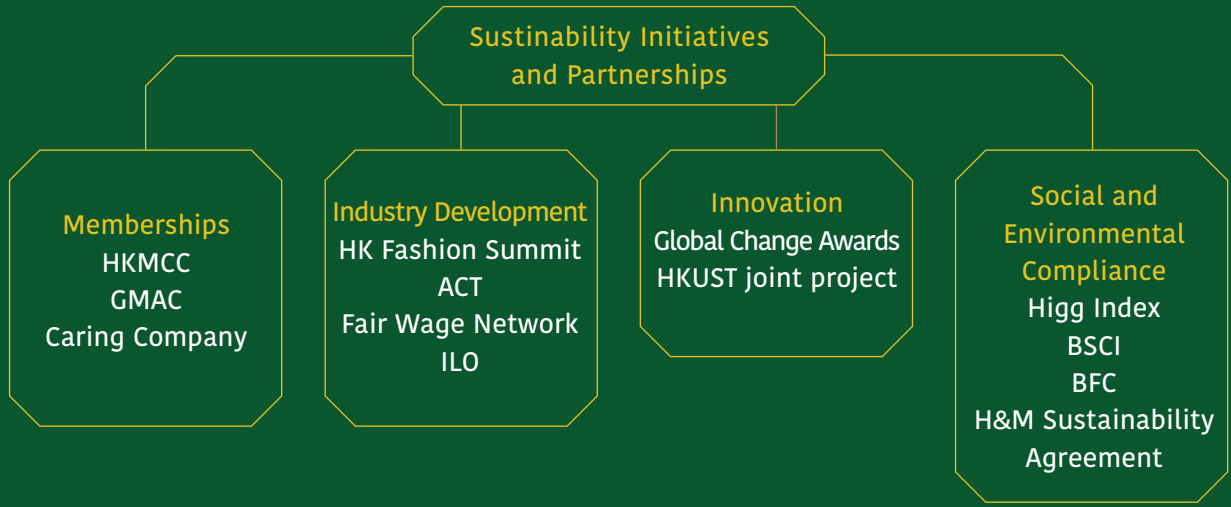 Sustinability Initiatives
and Partnerships
Memberships
HKMCC
GMAC
Caring Company
Industry Development
HK Fashion Summit
ACT
Fair Wage Network
ILO
Innovation
Global Change Awards
HKUST joint project
Social and
Environmental
Compliance
Higg Index
BSCI
BFC
H&M Sustainability
Agreement